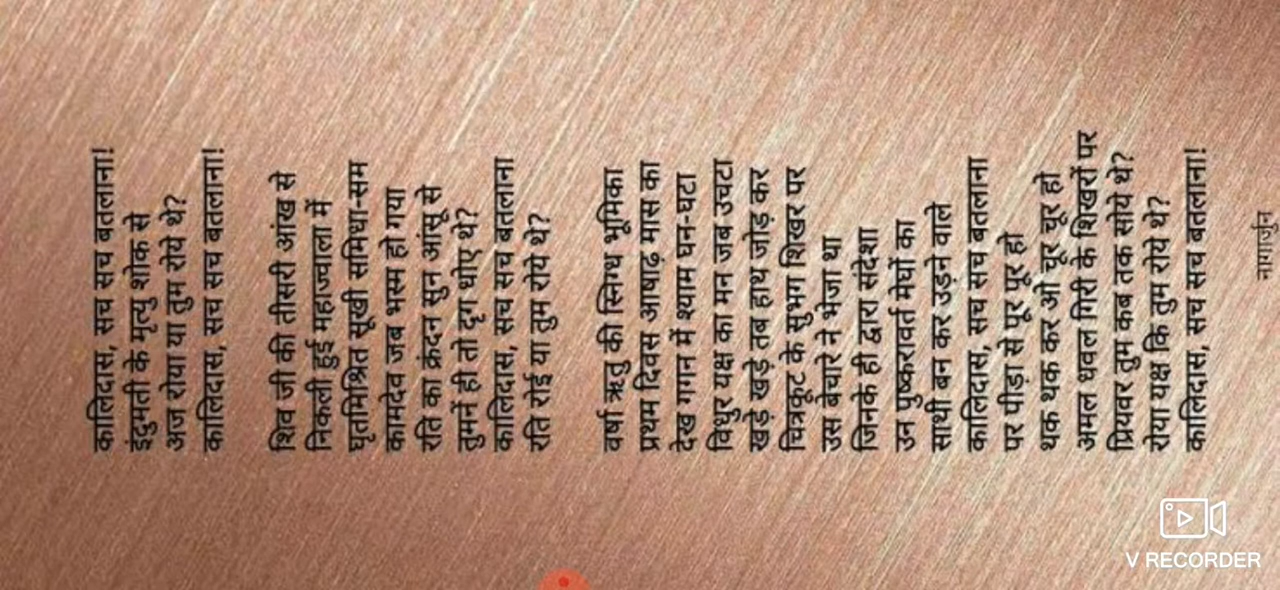 कालिदास, सच सच बतलाना!
इंदुमती के मृत्यु शोक से
अज रोया या तुम रोये थे?
कालिदास, सच सच बतलाना!
शिव जी की तीसरी आंख से
निकली हुई महाज्वाला में
घृतमिश्रित सूखी समिधा-सम
कामदेव जब भस्म हो गया
रति का क्रंदन सुन आंसू से
तुमनें ही तो दृग धोए थे?
कालिदास, सच सच बतलाना
रति रोई या तुम रोये थे?
वर्षा ऋतु की स्निग्ध भूमिका
प्रथम दिवस आषाढ़ मास का
देख गगन में श्याम घन-घटा
विधुर यक्ष का मन जब उचटा
खड़े खड़े तब हाथ जोड़ कर
चित्रकूट के सुभग शिखर पर
उस बेचारे ने भेजा था
जिनके ही द्वारा संदेशा
उन पुष्करावर्त मेघों का
साथी बन कर उड़ने वाले
कालिदास, सच सच बतलाना
पर पीड़ा से पूर पूर हो
थक थक कर औ चूर चूर हो
अमल धवल गिरी के शिखरों पर
प्रियवर तुम कब तक सोये थे?
रोया यक्ष कि तुम रोये थे?
कालिदास, सच सच बतलाना!
नागार्जुन
V RECORDER